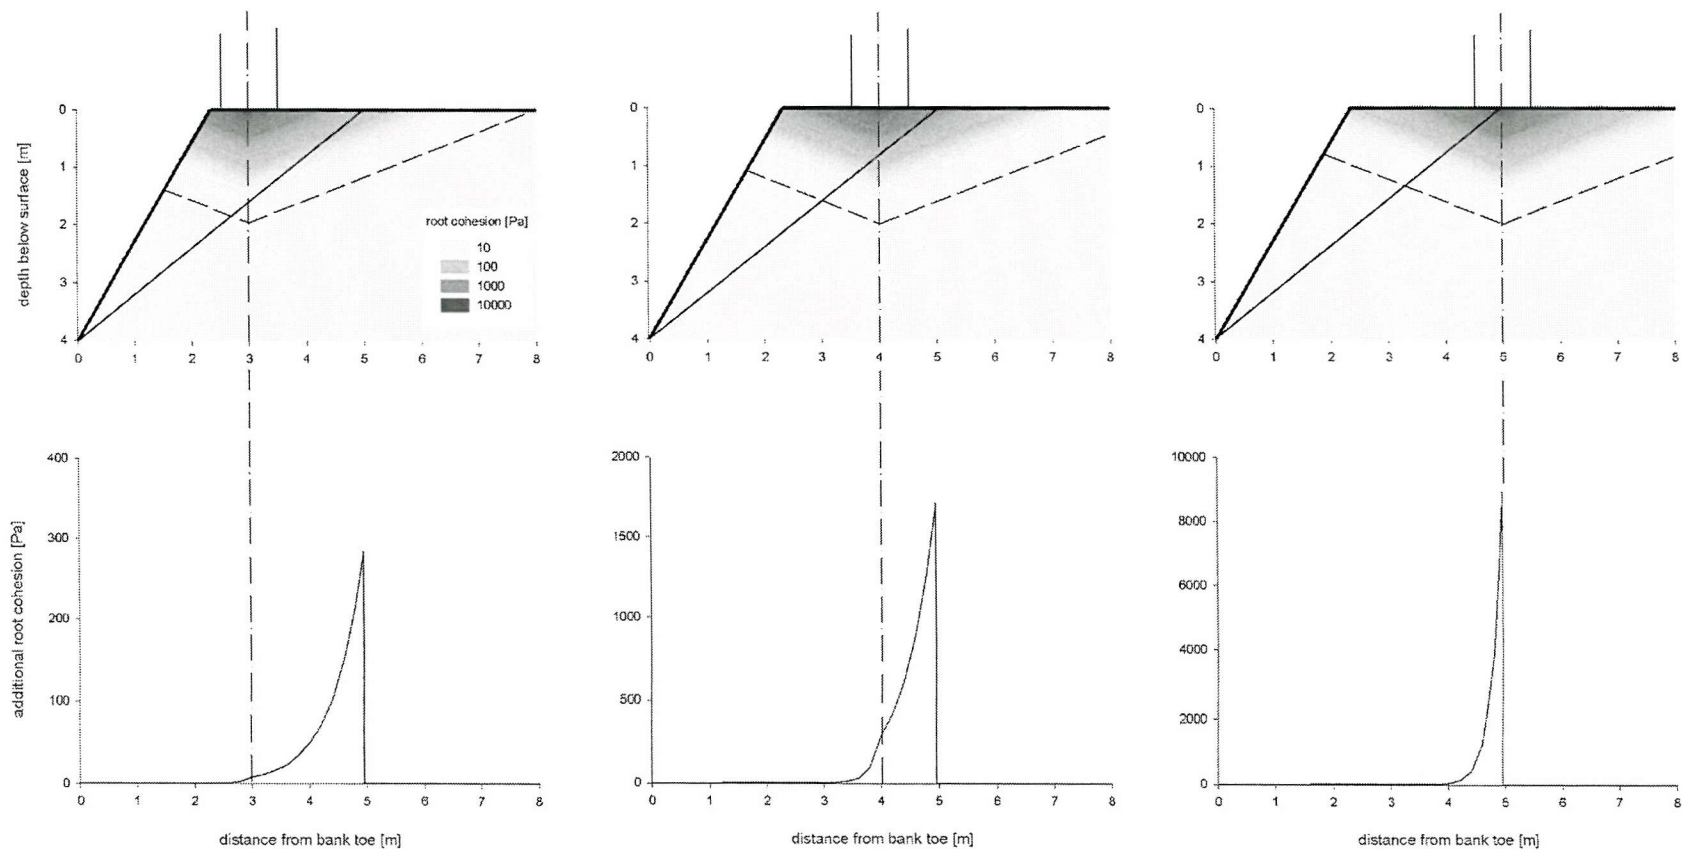 depth below surface [m]
0
1
2
3
4
0 1 2 3 4 5 6 7 8
root cohesion [Pa]
10
100
1000
10000
0
1
2
3
4
0 1 2 3 4 5 6 7 8
0
1
2
3
4
0 1 2 3 4 5 6 7 8
additional root cohesion [Pa]
400
300
200
100
0
0 1 2 3 4 5 6 7 8
distance from bank toe [m]
2000
1500
1000
500
0
0 1 2 3 4 5 6 7 8
distance from bank toe [m]
10000
8000
6000
4000
2000
0
0 1 2 3 4 5 6 7 8
distance from bank toe [m]